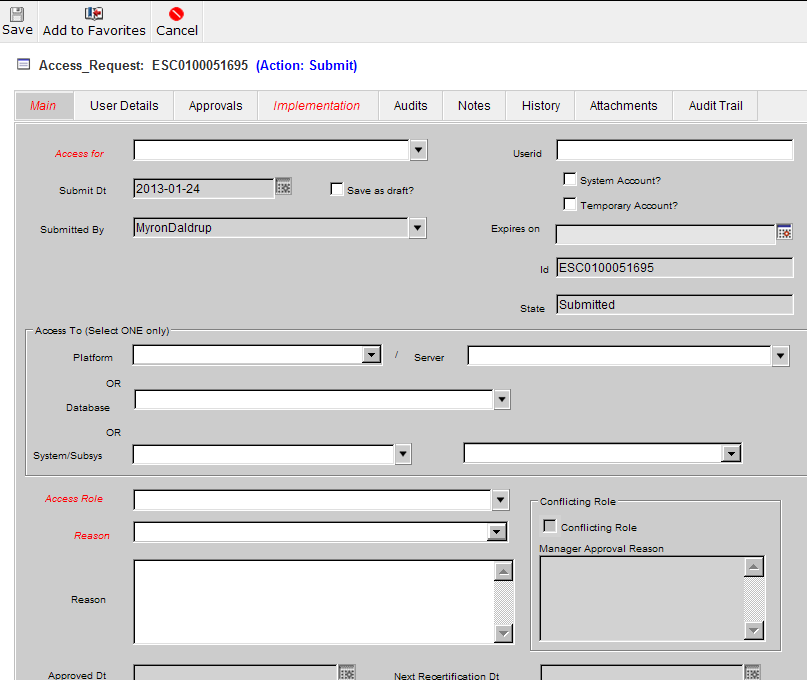 Save Add to Favorites Cancel
Access_Request: ESC0100051695 (Action: Submit)
Main User Details Approvals Implementation Audits Notes History Attachments Audit Trail
Access for Userid
System Account?
Submit Dt 2013-01-24 Save as draft?
Temporary Account?
Submitted By MyronDaldrup Expires on
Id ESC0100051695
State Submitted
Access To (Select ONE only)
Platform / Server
OR
Database
OR
System/Subsys
Access Role
Conflicting Role
Conflicting Role
Reason
Manager Approval Reason
Reason
Approved Dt Next Recertification Dt